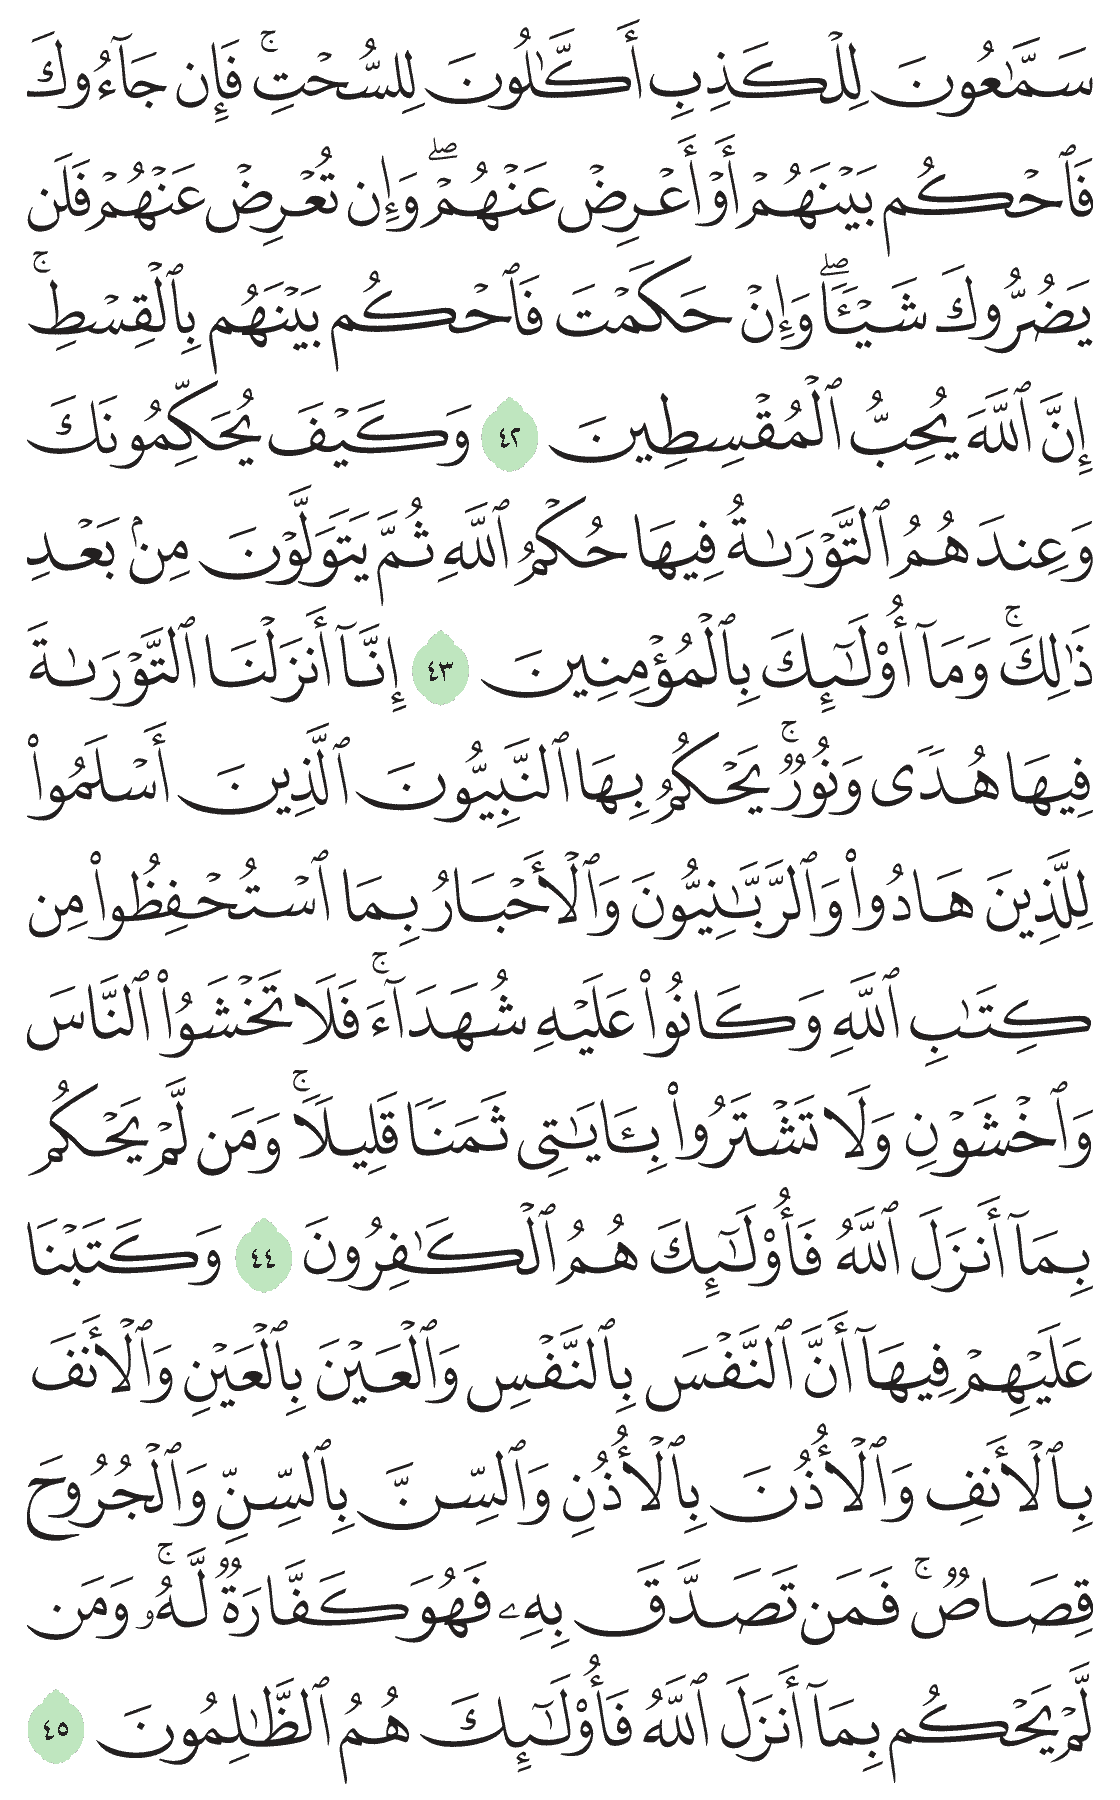 سَمَّٰعُونَ لِلْكَذِبِ أَكَّٰلُونَ لِلسُّحْتِ ۚ فَإِن جَآءُوكَ
فَٱحْكُم بَيْنَهُمْ أَوْ أَعْرِضْ عَنْهُمْ ۖ وَإِن تُعْرِضْ عَنْهُمْ فَلَن
يَضُرُّوكَ شَيْـًٔا ۖ وَإِنْ حَكَمْتَ فَٱحْكُم بَيْنَهُم بِٱلْقِسْطِ ۚ
إِنَّ ٱللَّهَ يُحِبُّ ٱلْمُقْسِطِينَ ٤٢ وَكَيْفَ يُحَكِّمُونَكَ
وَعِندَهُمُ ٱلتَّوْرَىٰةُ فِيهَا حُكْمُ ٱللَّهِ ثُمَّ يَتَوَلَّوْنَ مِنۢ بَعْدِ
ذَٰلِكَ ۚ وَمَآ أُو۟لَـٰٓئِكَ بِٱلْمُؤْمِنِينَ ٤٣ إِنَّآ أَنزَلْنَا ٱلتَّوْرَىٰةَ
فِيهَا هُدًى وَنُورٌ ۚ يَحْكُمُ بِهَا ٱلنَّبِيُّونَ ٱلَّذِينَ أَسْلَمُوا۟
لِلَّذِينَ هَادُوا۟ وَٱلرَّبَّـٰنِيُّونَ وَٱلْأَحْبَارُ بِمَا ٱسْتُحْفِظُوا۟ مِن
كِتَـٰبِ ٱللَّهِ وَكَانُوا۟ عَلَيْهِ شُهَدَآءَ ۚ فَلَا تَخْشَوُا۟ ٱلنَّاسَ
وَٱخْشَوْنِ وَلَا تَشْتَرُوا۟ بِـَٔايَـٰتِى ثَمَنًا قَلِيلًا ۚ وَمَن لَّمْ يَحْكُم
بِمَآ أَنزَلَ ٱللَّهُ فَأُو۟لَـٰٓئِكَ هُمُ ٱلْكَـٰفِرُونَ ٤٤ وَكَتَبْنَا
عَلَيْهِمْ فِيهَآ أَنَّ ٱلنَّفْسَ بِٱلنَّفْسِ وَٱلْعَيْنَ بِٱلْعَيْنِ وَٱلْأَنفَ
بِٱلْأَنفِ وَٱلْأُذُنَ بِٱلْأُذُنِ وَٱلسِّنَّ بِٱلسِّنِّ وَٱلْجُرُوحَ
قِصَاصٌ ۚ فَمَن تَصَدَّقَ بِهِۦ فَهُوَ كَفَّارَةٌ لَّهُۥ ۚ وَمَن
لَّمْ يَحْكُم بِمَآ أَنزَلَ ٱللَّهُ فَأُو۟لَـٰٓئِكَ هُمُ ٱلظَّـٰلِمُونَ ٤٥